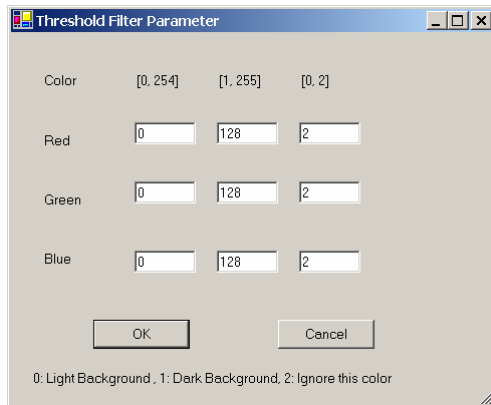 Threshold Filter Parameter
Color [0, 254] [1, 255] [0, 2]
Red 0 128 2
Green 0 128 2
Blue 0 128 2
OK Cancel
0: Light Background , 1: Dark Background, 2: Ignore this color